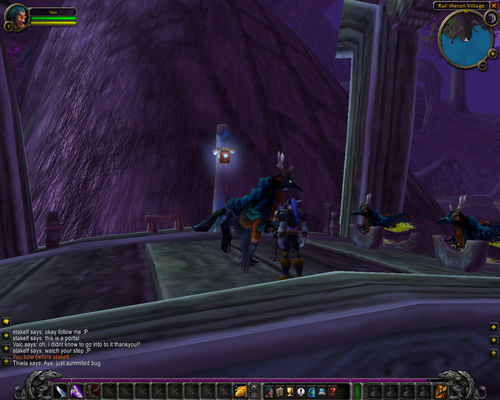 Valc
Rut'theran Village
stakelf says: okay follow me :P
stakelf says: this is a portal
Valc says: oh, i didnt know to go into to it thankyou!!
stakelf says: watch your step :P
You bow before stakelf.
Thiela says: Aye, just summited bug